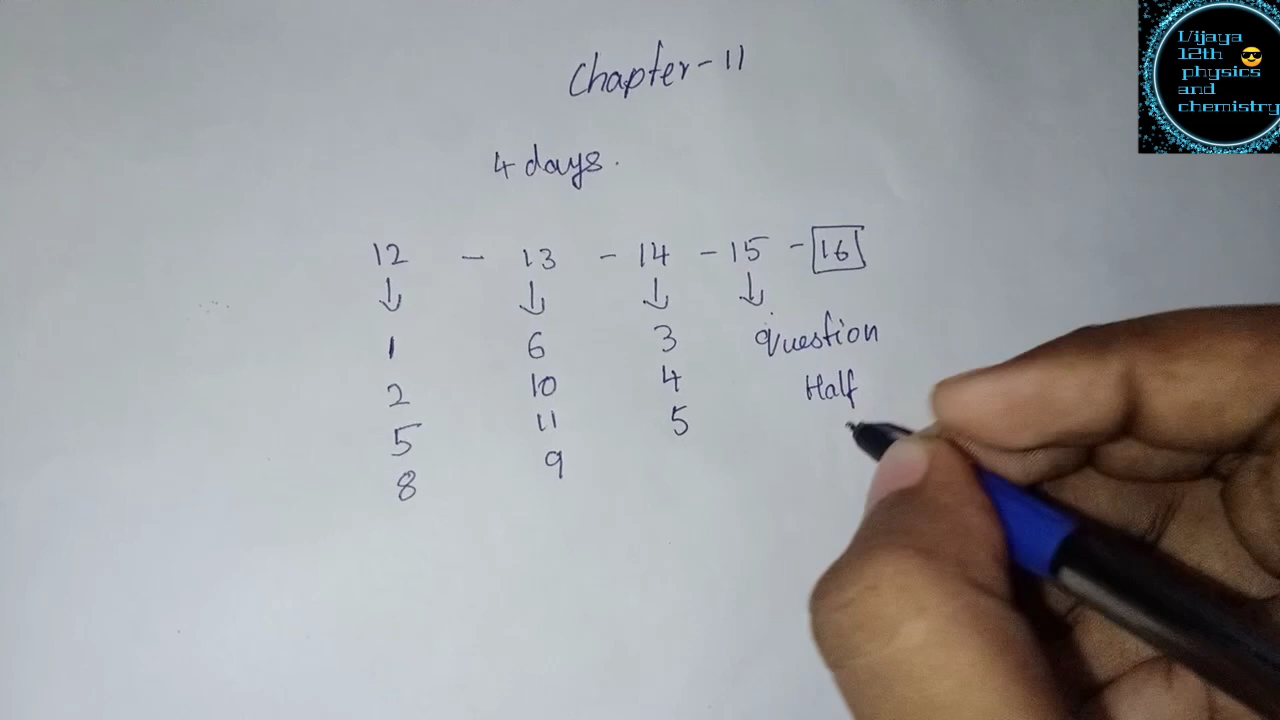 Chapter - 11
4 days.
12 - 13 - 14 - 15 - 16
↓ ↓ ↓ ↓
1 6 3 Question
2 10 4 Half
5 11 5
8 9
Vijaya
12th 😎
physics
and
chemistry